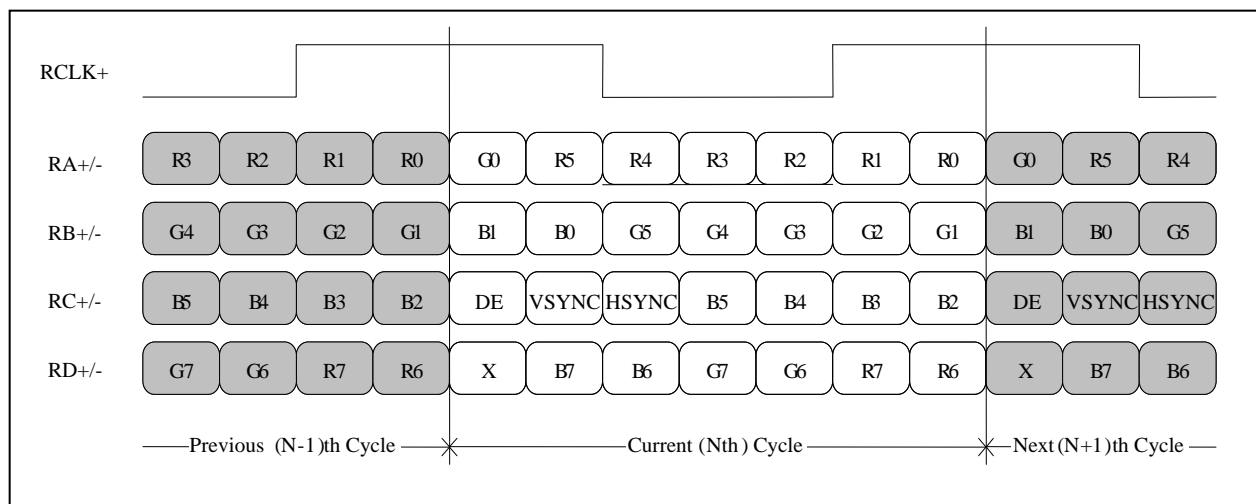 RCLK+
RA+/- R3 R2 R1 R0 G0 R5 R4 R3 R2 R1 R0 G0 R5 R4
RB+/- G4 G3 G2 G1 B1 B0 G5 G4 G3 G2 G1 B1 B0 G5
RC+/- B5 B4 B3 B2 DE VSYNC HSYNC B5 B4 B3 B2 DE VSYNC HSYNC
RD+/- G7 G6 R7 R6 X B7 B6 G7 G6 R7 R6 X B7 B6
Previous (N-1)th Cycle Current (Nth) Cycle Next (N+1)th Cycle